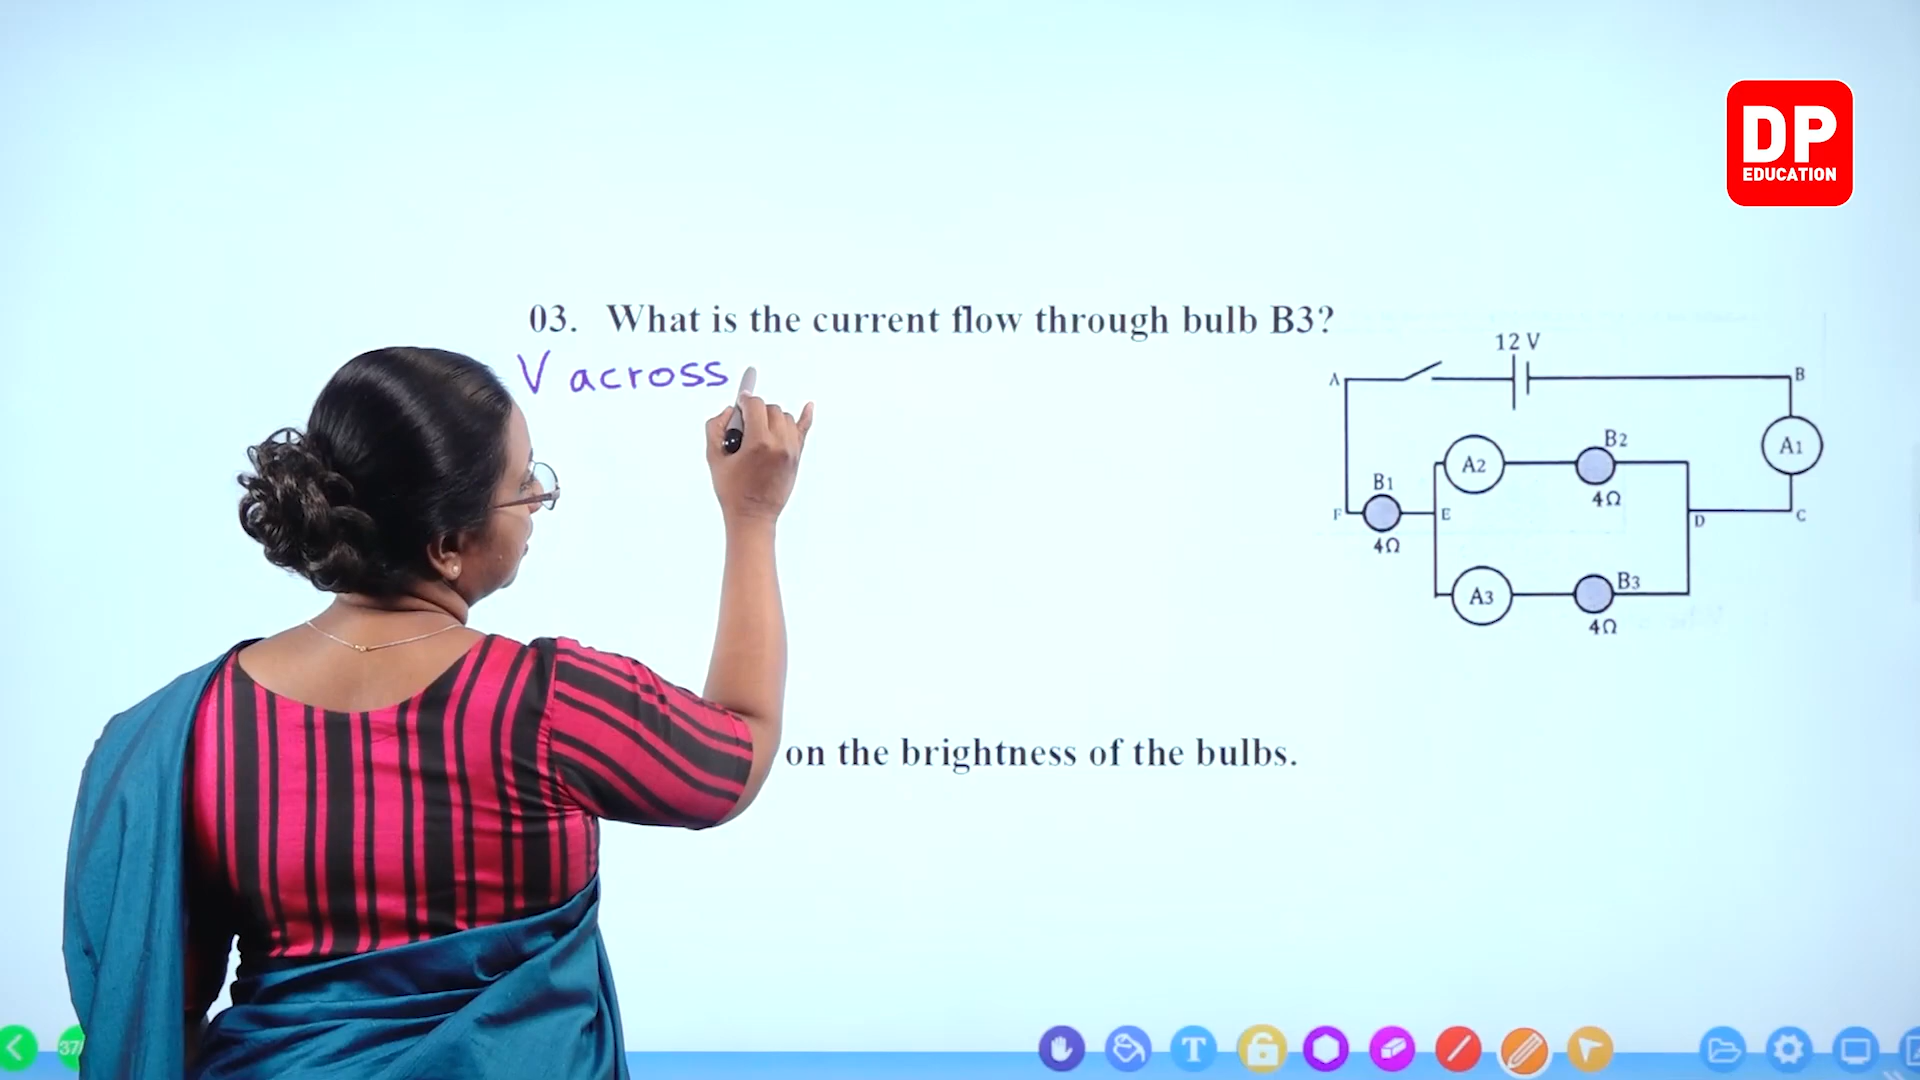 DP
EDUCATION
03. What is the current flow through bulb B3?
V across
12 V
A
B
A1
B2
A2
4Ω
B1
F
E
D
C
4Ω
B3
A3
4Ω
on the brightness of the bulbs.
37
T